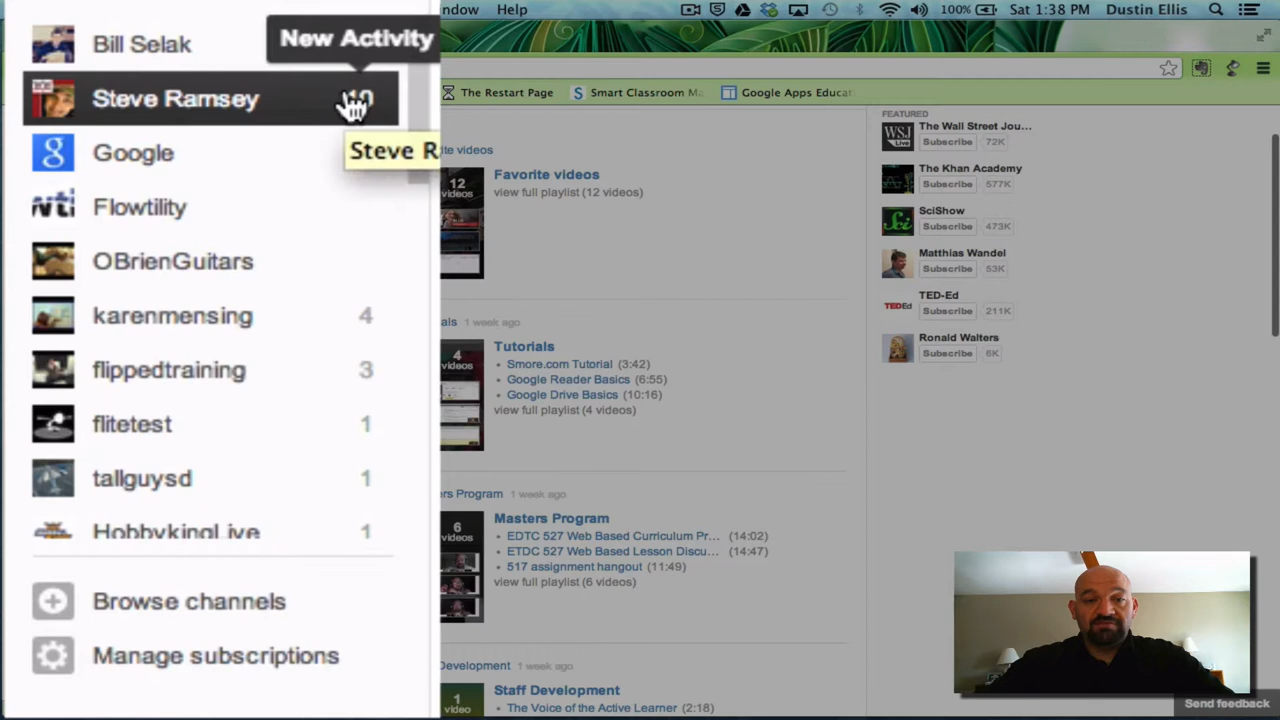 ndow Help 100% Sat 1:38 PM Dustin Ellis
The Restart Page Smart Classroom M Google Apps Educat
Bill Selak
New Activity
Steve Ramsey
Steve R
Google
Flowtility
OBrienGuitars
karenmensing 4
flippedtraining 3
flitetest 1
tallguysd 1
HobbykingLive 1
Browse channels
Manage subscriptions
ite videos
12 videos
Favorite videos
view full playlist (12 videos)
als 1 week ago
4 videos
Tutorials
Smore.com Tutorial (3:42)
Google Reader Basics (6:55)
Google Drive Basics (10:16)
view full playlist (4 videos)
ers Program 1 week ago
6 videos
Masters Program
EDTC 527 Web Based Curriculum Pr... (14:02)
ETDC 527 Web Based Lesson Discu... (14:47)
517 assignment hangout (11:49)
view full playlist (6 videos)
Development 1 week ago
1 video
Staff Development
The Voice of the Active Learner (2:18)
FEATURED
WSJ Live
The Wall Street Jou...
Subscribe 72K
The Khan Academy
Subscribe 577K
Sci
SciShow
Subscribe 473K
Matthias Wandel
Subscribe 53K
TEDEd
TED-Ed
Subscribe 211K
Ronald Walters
Subscribe 6K
Send feedback